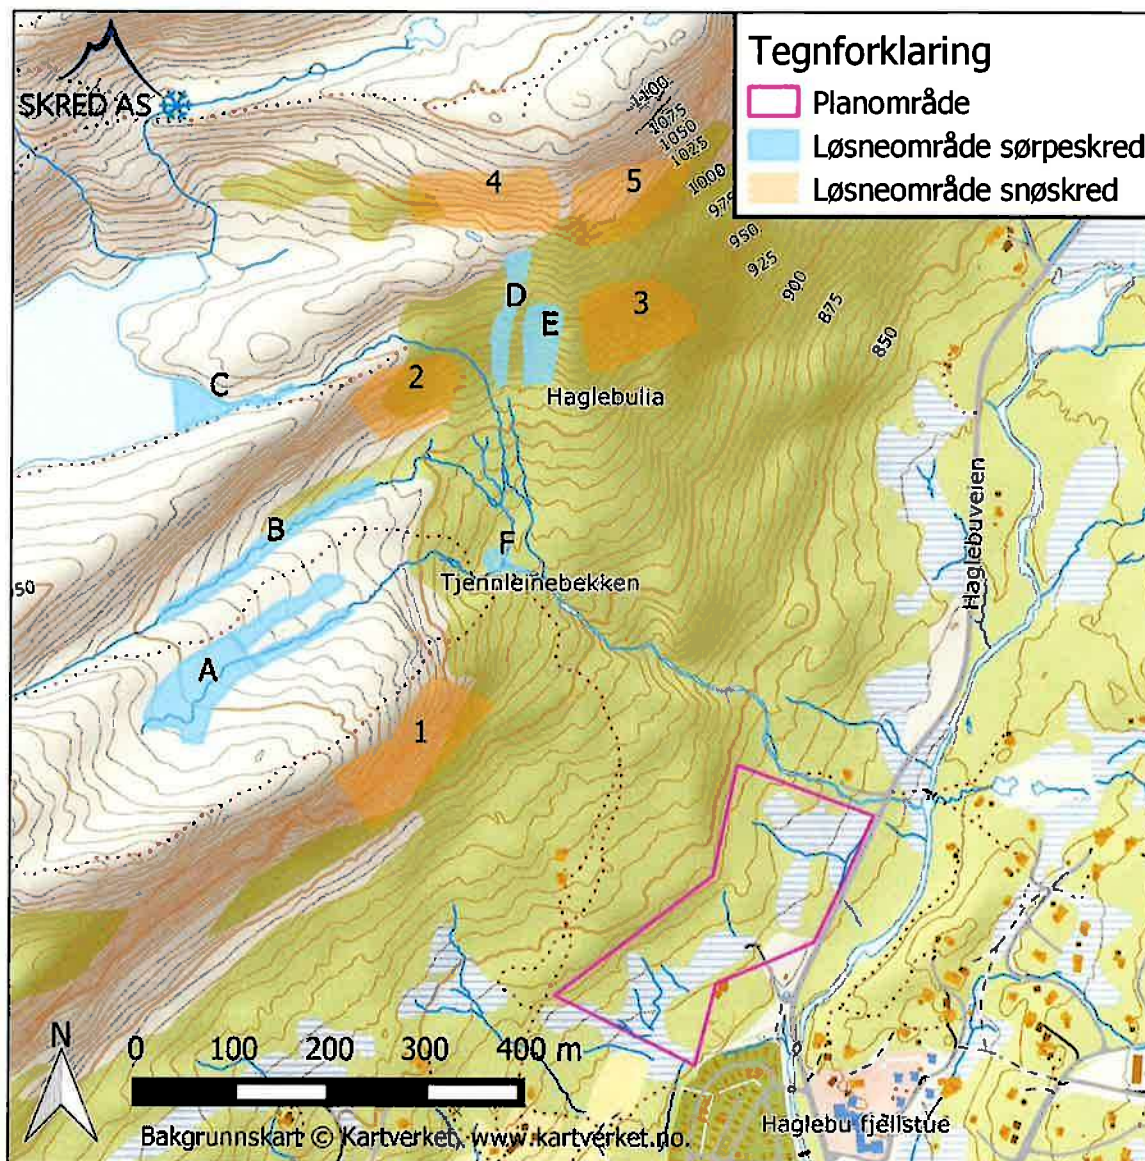 SKRED AS
Tegnforklaring
Planområde
Løsneområde sørpeskred
Løsneområde snøskred
1100
1075
1050
1025
1000
975
950
925
900
875
850
4
5
D
E
3
C
2
Haglebulia
B
F
Tjennleinebekken
Haglebuveien
A
1
N
0 100 200 300 400 m
Bakgrunnskart © Kartverket, www.kartverket.no.
Haglebu fjellstue